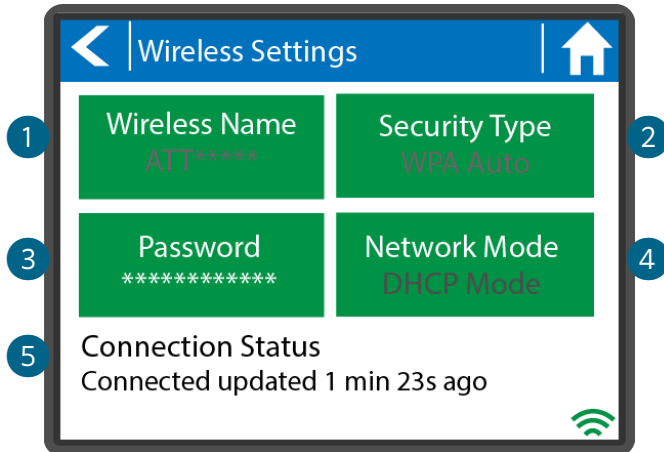 Wireless Settings
1
Wireless Name
ATT*****
Security Type
WPA Auto
2
3
Password
************
Network Mode
DHCP Mode
4
5
Connection Status
Connected updated 1 min 23s ago